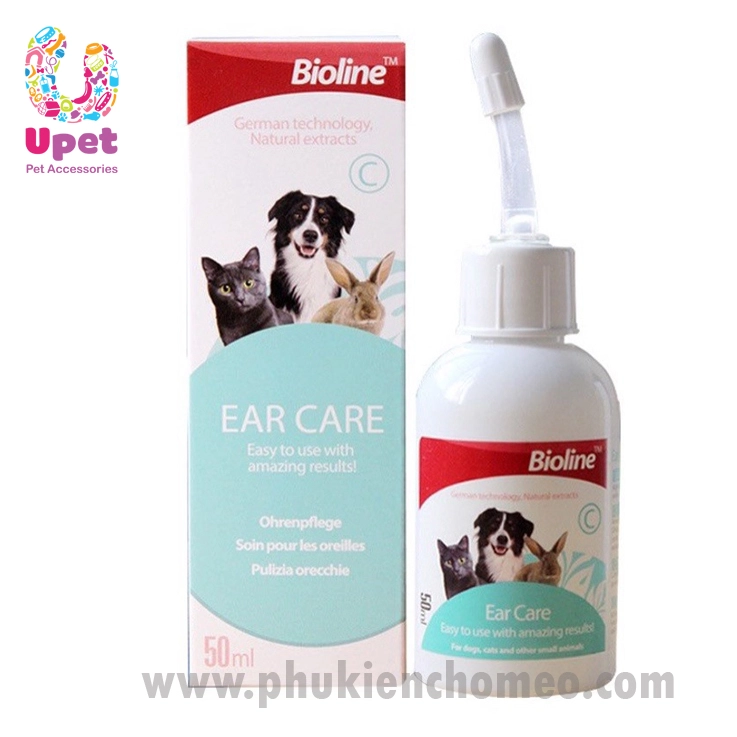 Upet
Pet Accessories
Bioline™
German technology,
Natural extracts
C
EAR CARE
Easy to use with
amazing results!
Ohrenpflege
Soin pour les oreilles
Pulizia orecchie
50ml
Bioline™
German technology, Natural extracts
C
50ml
Ear Care
Easy to use with amazing results!
For dogs, cats and other small animals
www.phukienchomeo.com